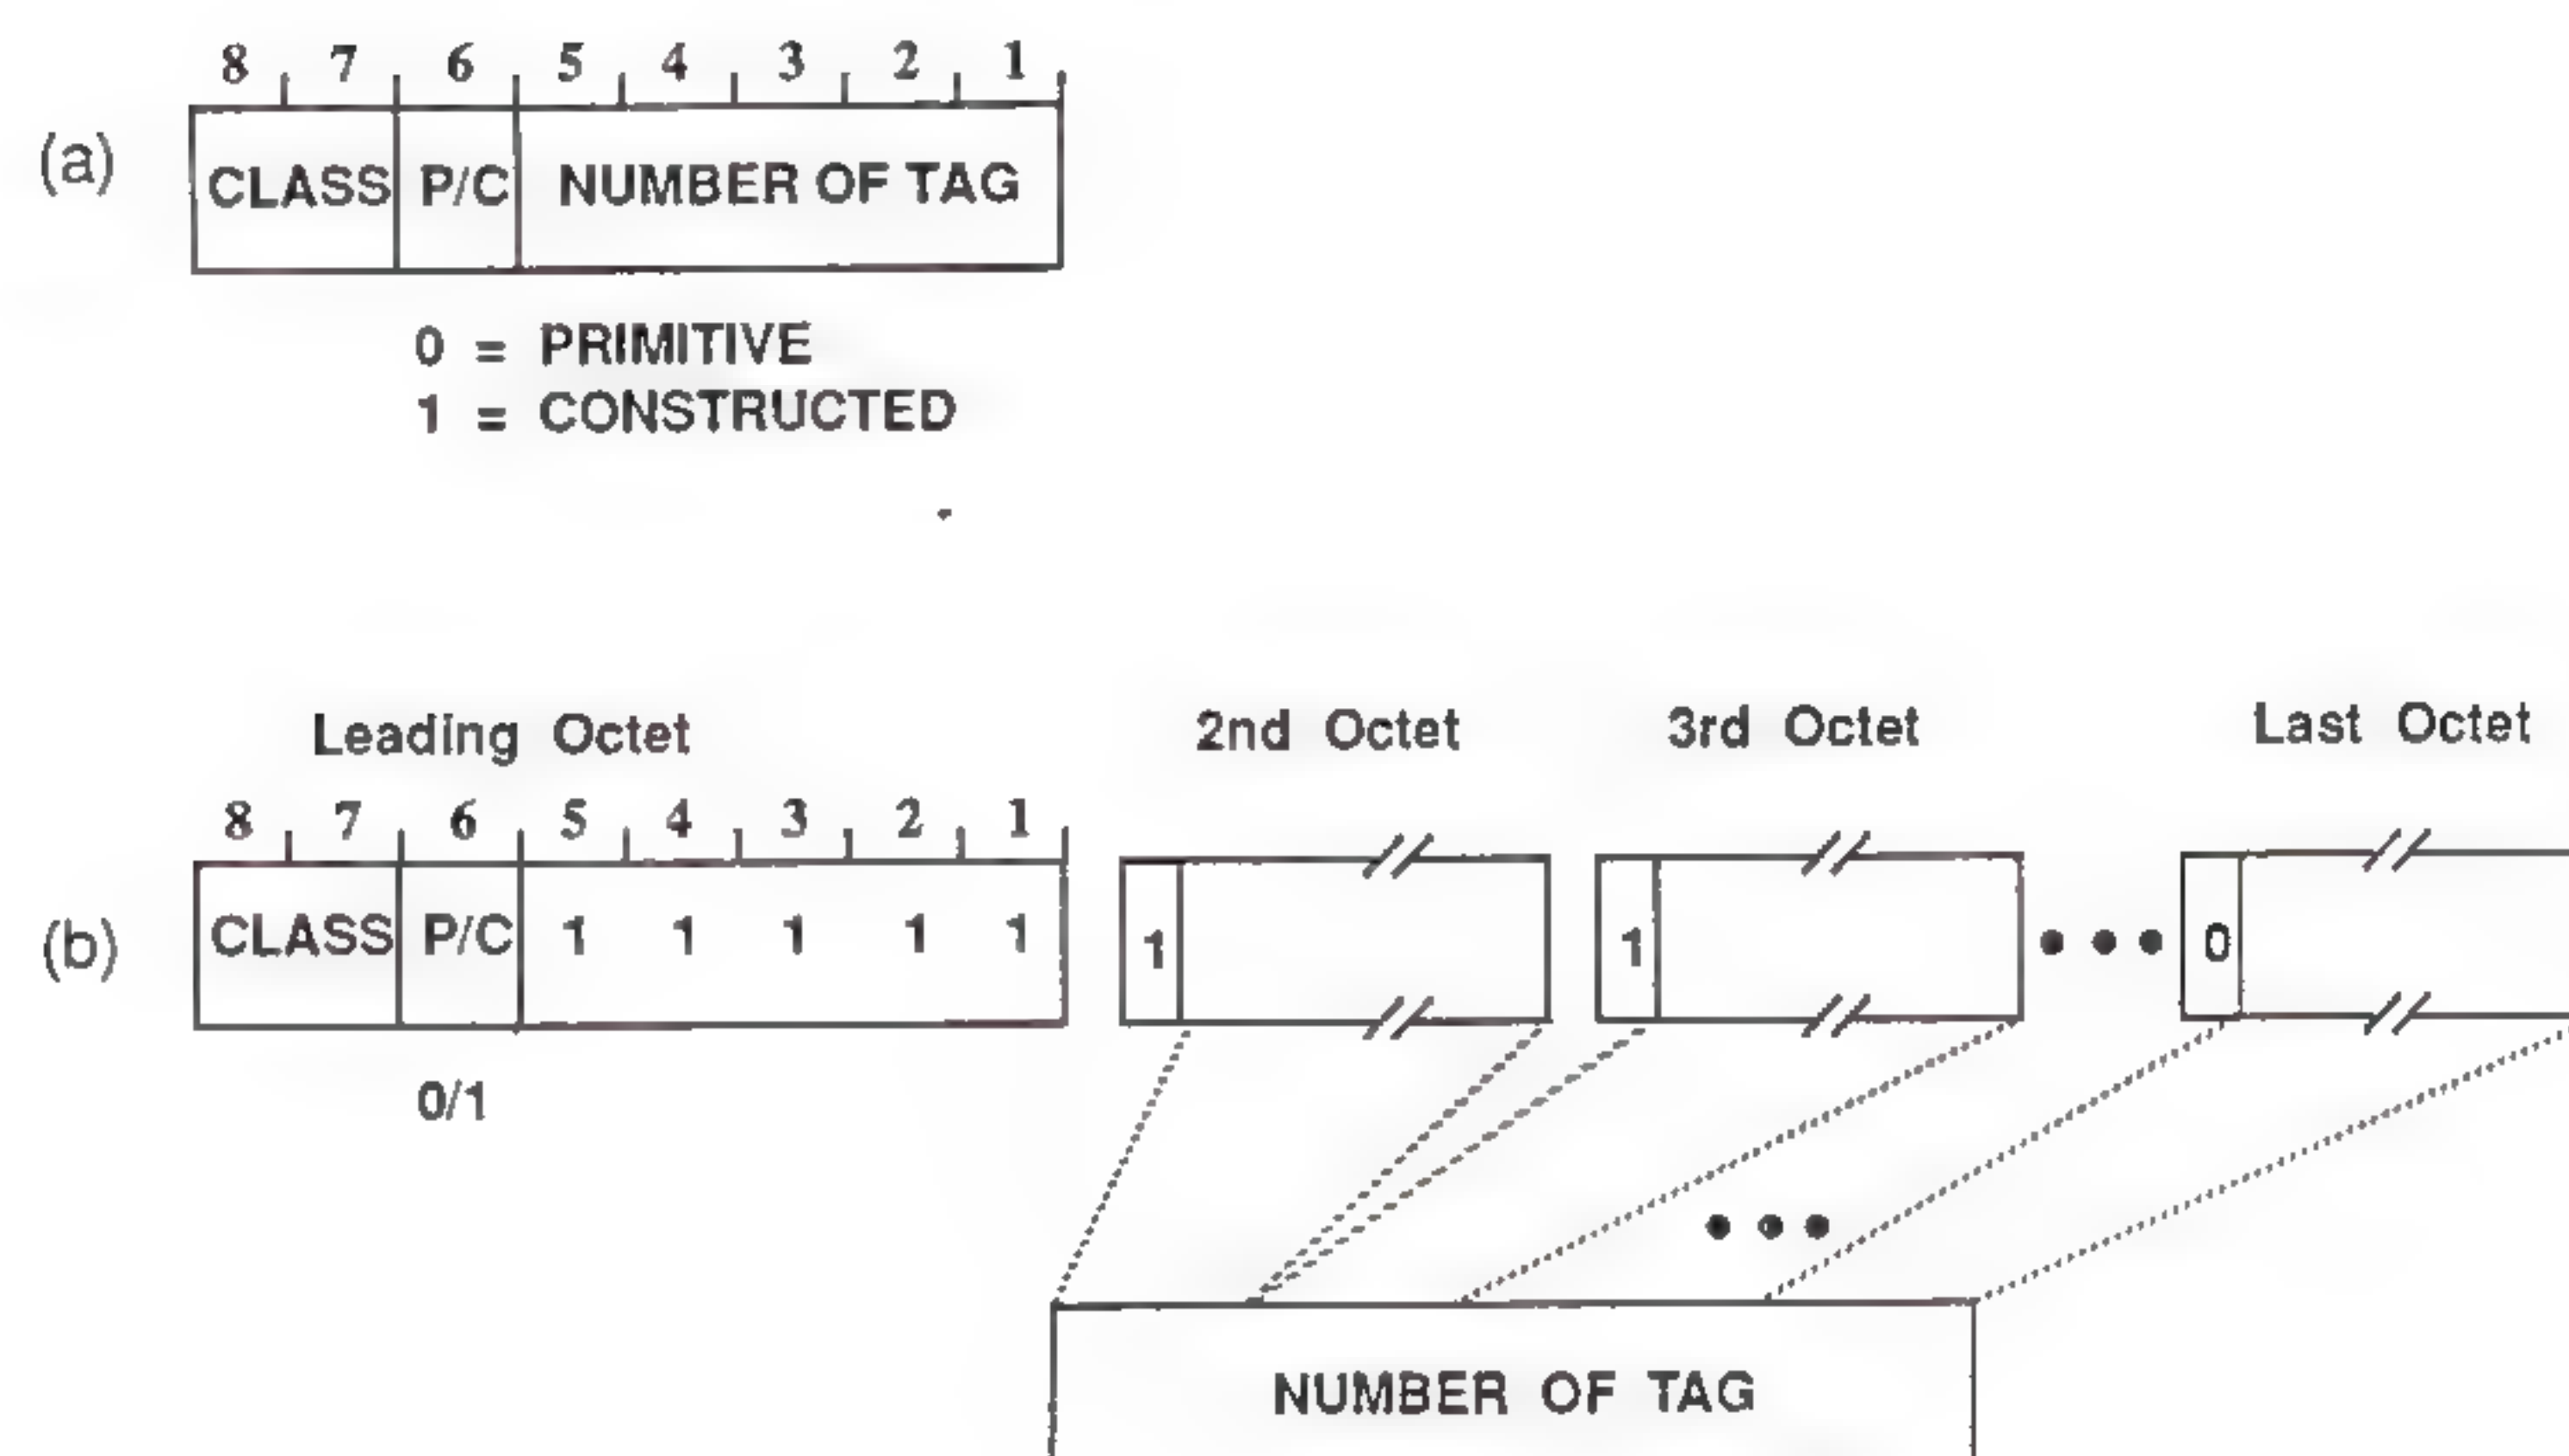 8 7 6 5 4 3 2 1
(a)
CLASS P/C NUMBER OF TAG
0 = PRIMITIVE
1 = CONSTRUCTED
Leading Octet 2nd Octet 3rd Octet Last Octet
8 7 6 5 4 3 2 1
(b)
CLASS P/C 1 1 1 1 1 1 1 0
0/1
NUMBER OF TAG